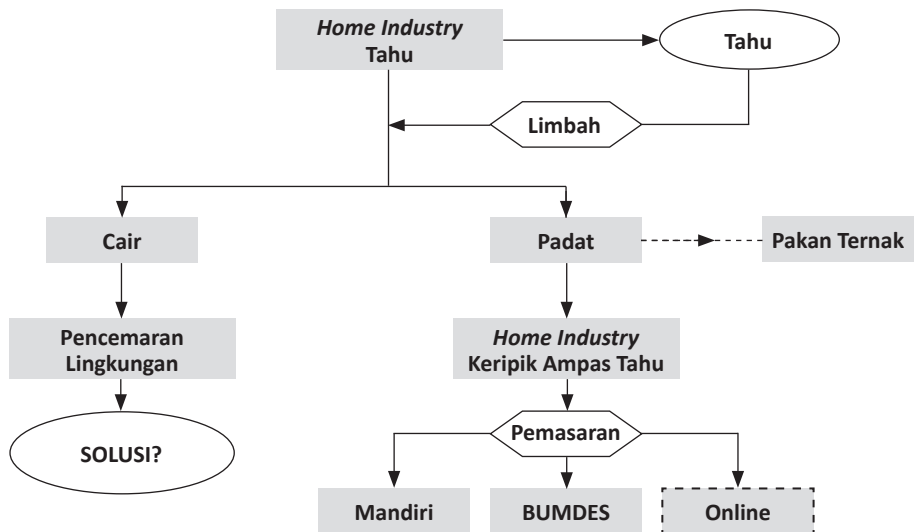 Home Industry
Tahu
Tahu
Limbah
Cair
Padat
Pakan Ternak
Pencemaran
Lingkungan
Home Industry
Keripik Ampas Tahu
SOLUSI?
Pemasaran
Mandiri
BUMDES
Online